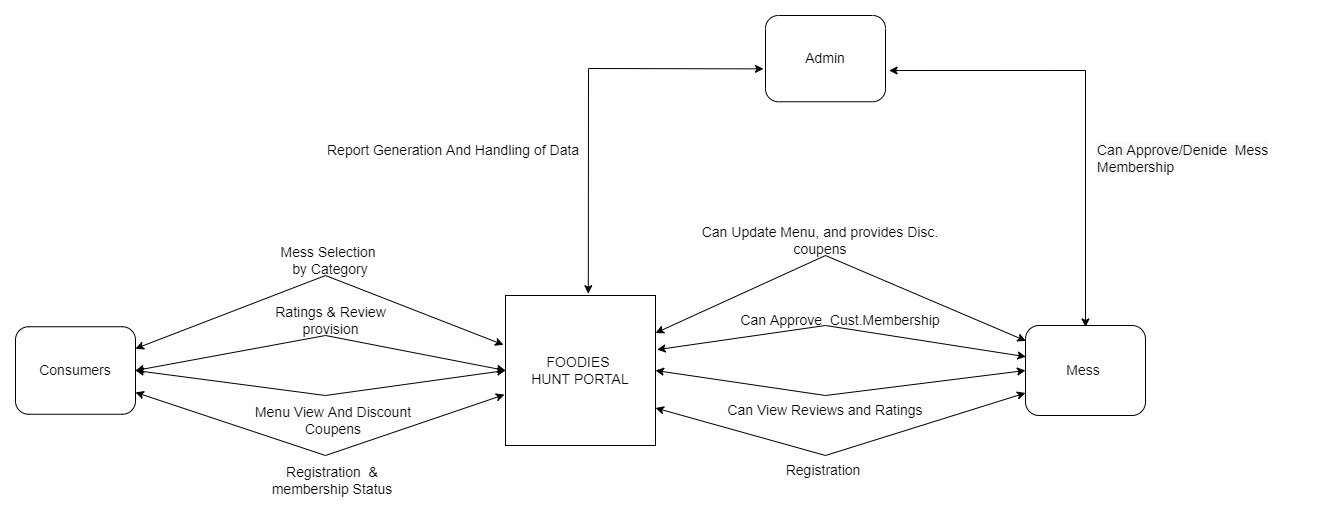 Admin
Report Generation And Handling of Data
Can Approve/Denide  Mess
Membership
Can Update Menu, and provides Disc.
coupens
Mess Selection
by Category
Ratings & Review
provision
Can Approve  Cust.Membership
Consumers
FOODIES
HUNT PORTAL
Mess
Menu View And Discount
Coupens
Can View Reviews and Ratings
Registration  &
membership Status
Registration